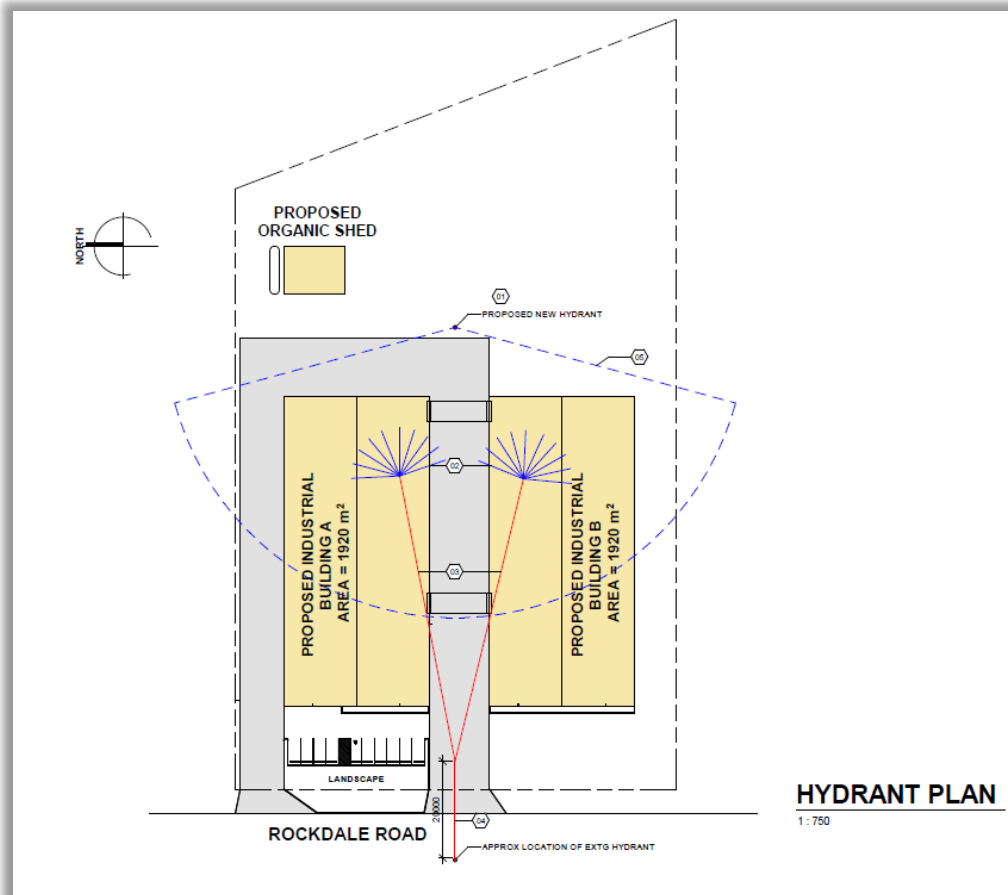 PROPOSED
ORGANIC SHED
NORTH
01
PROPOSED NEW HYDRANT
05
02
PROPOSED INDUSTRIAL
BUILDING A
AREA = 1920 m²
PROPOSED INDUSTRIAL
BUILDING B
AREA = 1920 m²
03
LANDSCAPE
20000
04
ROCKDALE ROAD
APPROX LOCATION OF EXTG HYDRANT
HYDRANT PLAN
1 : 750